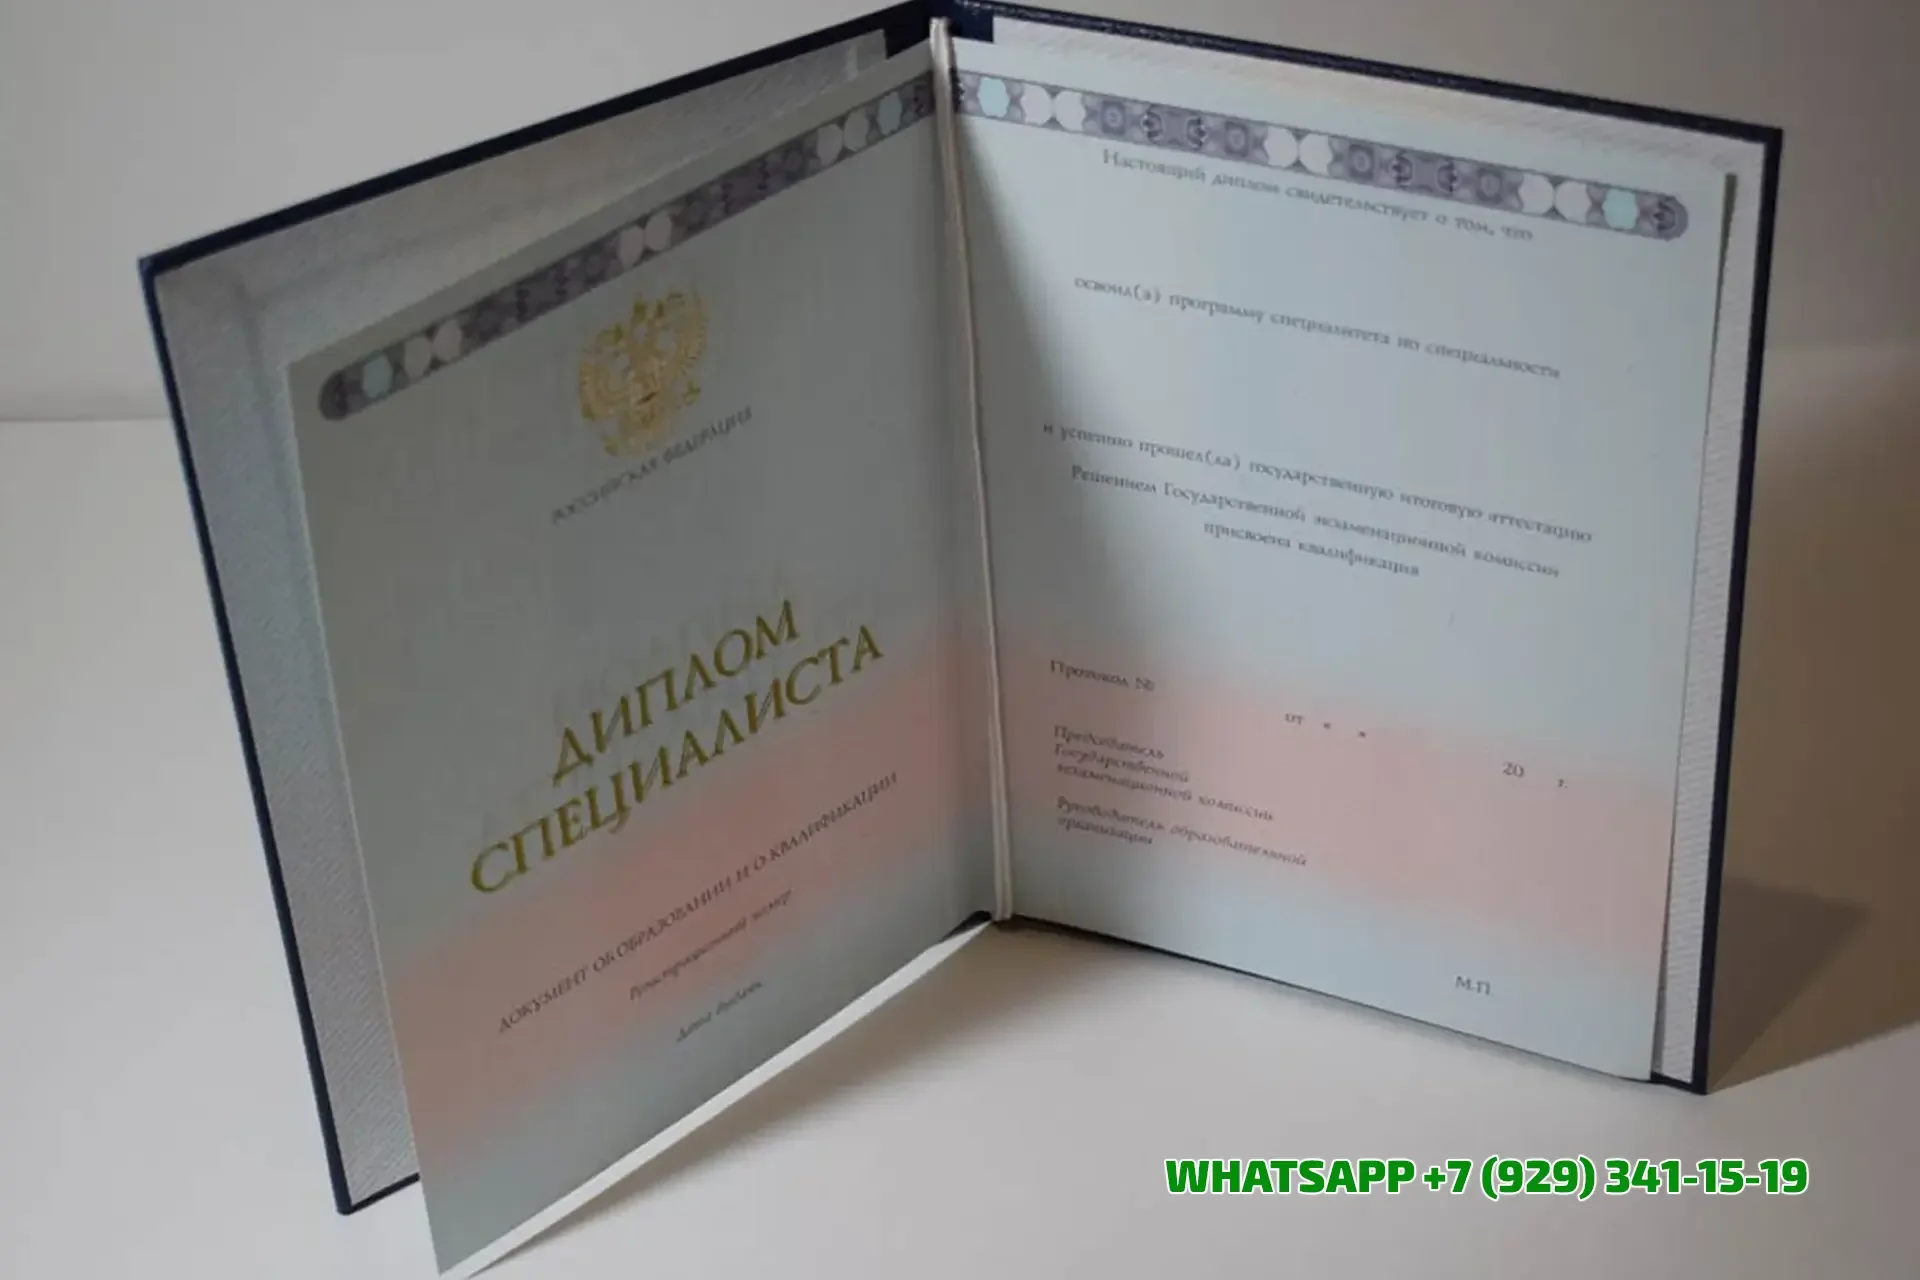 РОССИЙСКАЯ ФЕДЕРАЦИЯ
ДИПЛОМ
СПЕЦИАЛИСТА
ДОКУМЕНТ ОБ ОБРАЗОВАНИИ И О КВАЛИФИКАЦИИ
Регистрационный номер
Дата выдачи
Настоящий диплом свидетельствует о том, что
освоил(а) программу специалитета по специальности
и успешно прошел(ла) государственную итоговую аттестацию
Решением Государственной экзаменационной комиссии
присвоена квалификация
Протокол №
от « »
20 г.
Председатель
Государственной
экзаменационной комиссии
Руководитель образовательной
организации
М.П.
WHATSAPP +7 (929) 341-15-19